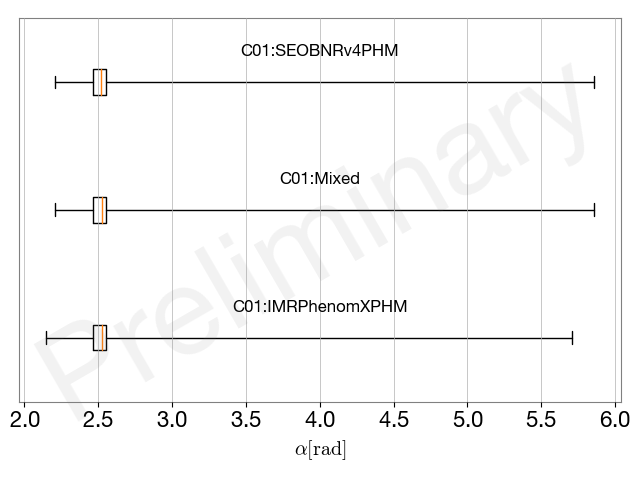 C01:SEOBNRv4PHM
C01:Mixed
C01:IMRPhenomXPHM
Preliminary
2.0 2.5 3.0 3.5 4.0 4.5 5.0 5.5 6.0
α[rad]